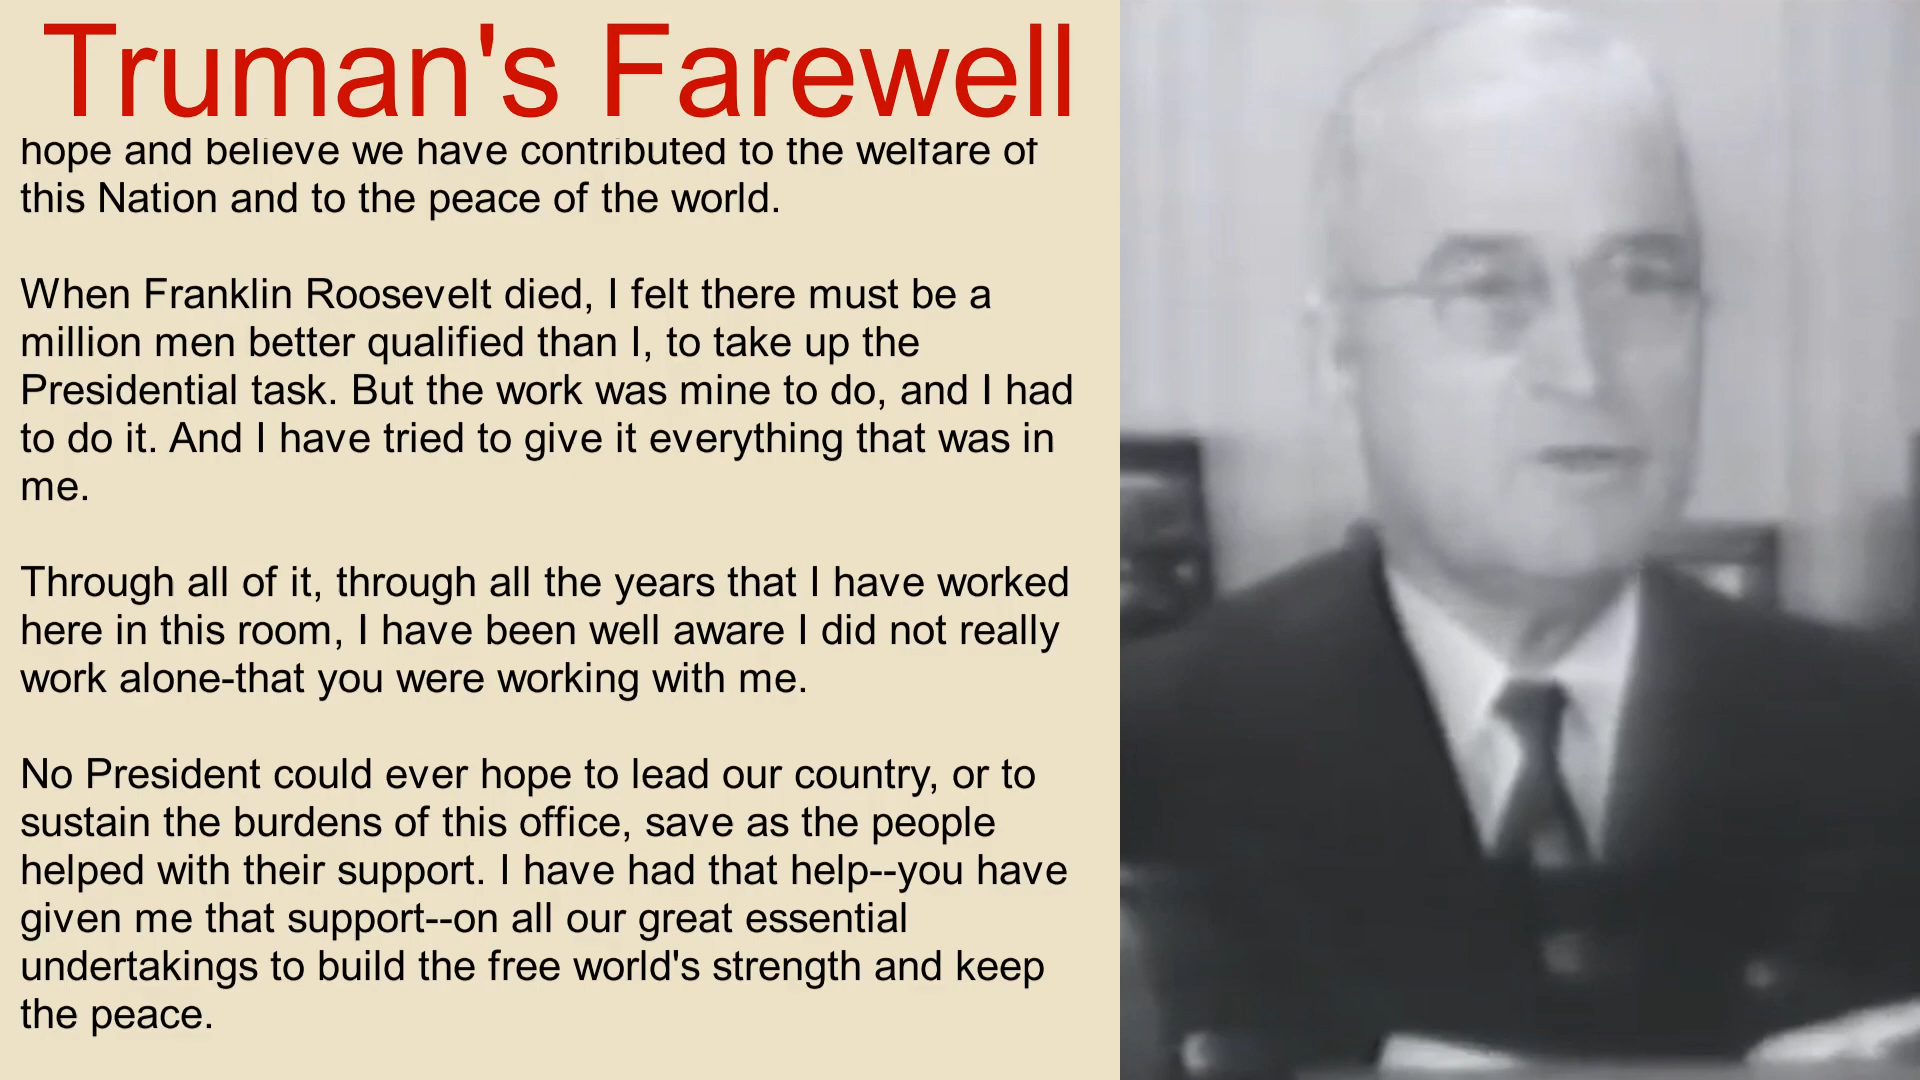 Truman's Farewell
hope and believe we have contributed to the welfare of
this Nation and to the peace of the world.
When Franklin Roosevelt died, I felt there must be a
million men better qualified than I, to take up the
Presidential task. But the work was mine to do, and I had
to do it. And I have tried to give it everything that was in
me.
Through all of it, through all the years that I have worked
here in this room, I have been well aware I did not really
work alone-that you were working with me.
No President could ever hope to lead our country, or to
sustain the burdens of this office, save as the people
helped with their support. I have had that help--you have
given me that support--on all our great essential
undertakings to build the free world's strength and keep
the peace.